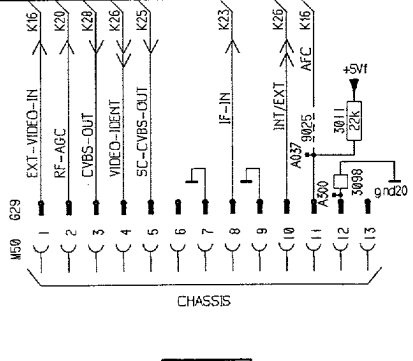 K16
K20
K28
K26
K25
K23
K26
K16
EXT-VIDEO-IN
RF-AGC
CVBS-OUT
VIDEO-IDENT
SC-CVBS-OUT
IF-IN
INT/EXT
AFC
+5Vf
9025
3011
22k
A037
A300
3098
gnd20
G29
M50
1 2 3 4 5 6 7 8 9 10 11 12 13
CHASSIS